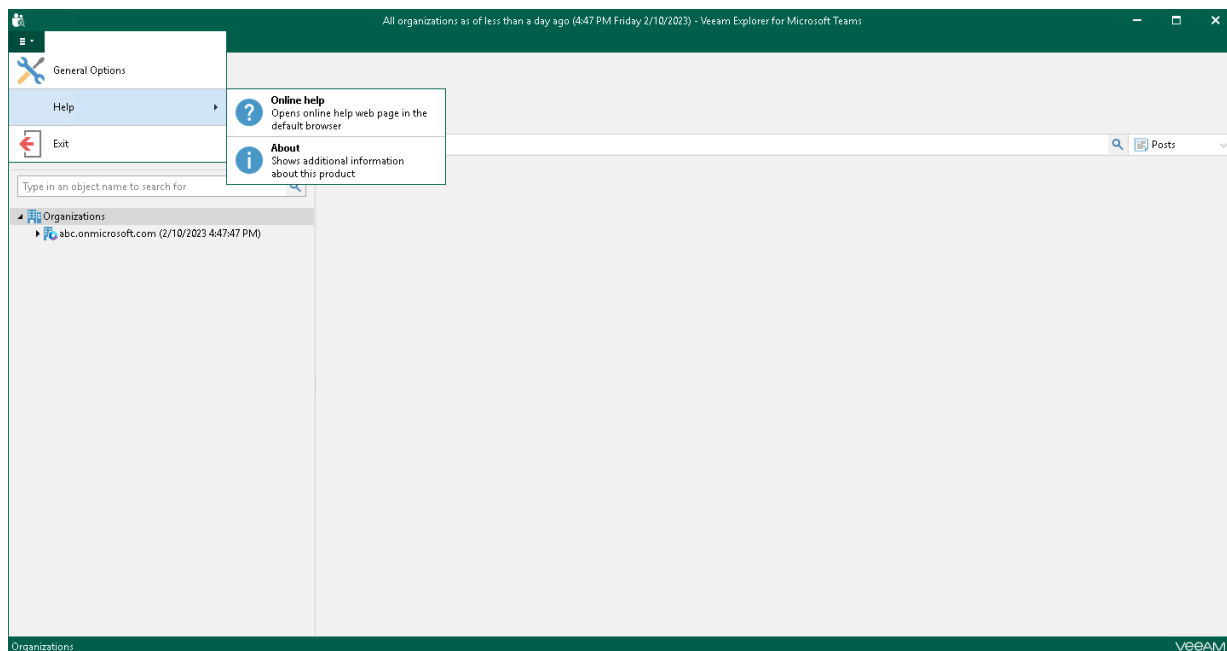 All organizations as of less than a day ago (4:47 PM Friday 2/10/2023) - Veeam Explorer for Microsoft Teams
General Options
Help
Online help
Opens online help web page in the
default browser
Exit
About
Shows additional information
about this product
Posts
Type in an object name to search for
Organizations
abc.onmicrosoft.com (2/10/2023 4:47:47 PM)
Organizations
VEEAM